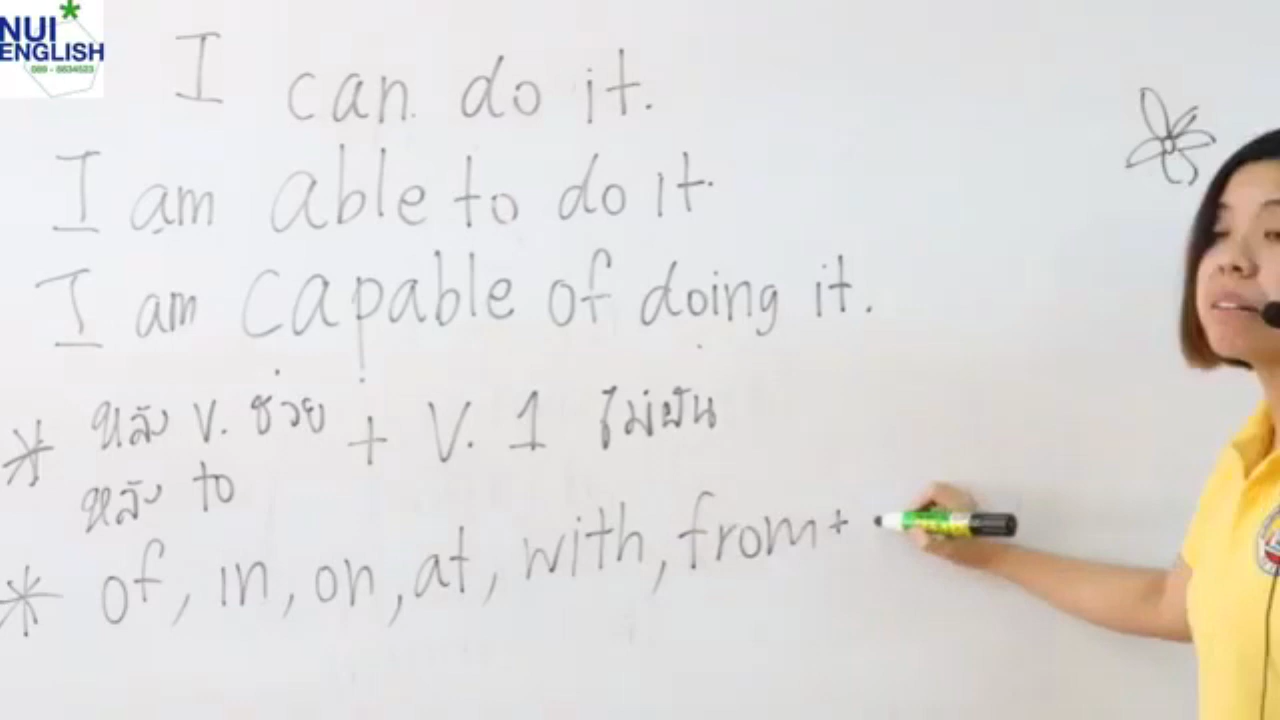 NUI
ENGLISH
089 - 6634523
I can do it.
I am able to do it.
I am capable of doing it.
* หลัง v. ช่วย + V. 1 ไม่ผัน
หลัง to
* of, in, on, at, with, from +